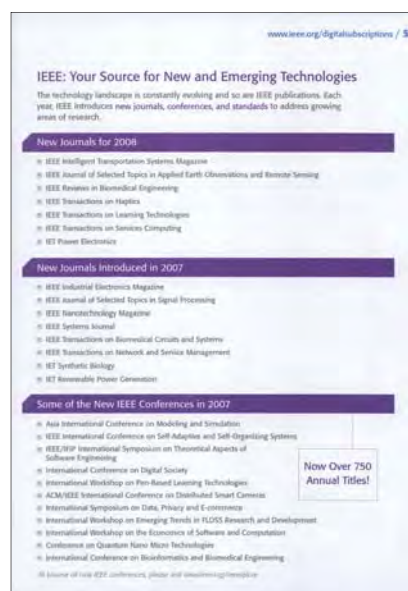 www.ieee.org/digitalsubscriptions / 5
IEEE: Your Source for New and Emerging Technologies
The technology landscape is constantly evolving and so are IEEE publications. Each
year, IEEE introduces new journals, conferences, and standards to address growing
areas of research.
New Journals for 2008
IEEE Intelligent Transportation Systems Magazine
IEEE Journal of Selected Topics in Applied Earth Observations and Remote Sensing
IEEE Reviews in Biomedical Engineering
IEEE Transactions on Haptics
IEEE Transactions on Learning Technologies
IEEE Transactions on Services Computing
IET Power Electronics
New Journals Introduced in 2007
IEEE Industrial Electronics Magazine
IEEE Journal of Selected Topics in Signal Processing
IEEE Nanotechnology Magazine
IEEE Systems Journal
IEEE Transactions on Biomedical Circuits and Systems
IEEE Transactions on Network and Service Management
IET Synthetic Biology
IET Renewable Power Generation
Some of the New IEEE Conferences in 2007
Asia International Conference on Modeling and Simulation
IEEE International Conference on Self-Adaptive and Self-Organizing Systems
IEEE/IFIP International Symposium on Theoretical Aspects of
Software Engineering
International Conference on Digital Society
International Workshop on Pen-Based Learning Technologies
ACM/IEEE International Conference on Distributed Smart Cameras
International Symposium on Data, Privacy and E-commerce
International Workshop on Emerging Trends in FLOSS Research and Development
International Workshop on the Economics of Software and Computation
Conference on Quantum Nano Micro Technologies
International Conference on Bioinformatics and Biomedical Engineering
Now Over 750
Annual Titles!
of new IEEE conferences, please visit